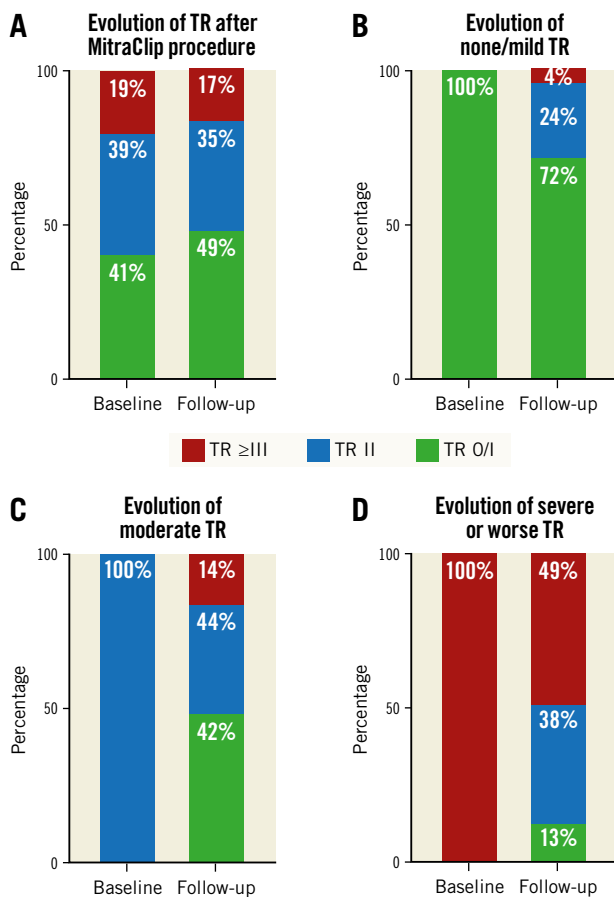 A
Evolution of TR after
MitraClip procedure
100
50
0
Percentage
19%
39%
41%
17%
35%
49%
Baseline
Follow-up
B
Evolution of
none/mild TR
100
50
0
Percentage
100%
4%
24%
72%
Baseline
Follow-up
TR ≥III
TR II
TR 0/I
C
Evolution of
moderate TR
100
50
0
Percentage
100%
14%
44%
42%
Baseline
Follow-up
D
Evolution of severe
or worse TR
100
50
0
Percentage
100%
49%
38%
13%
Baseline
Follow-up